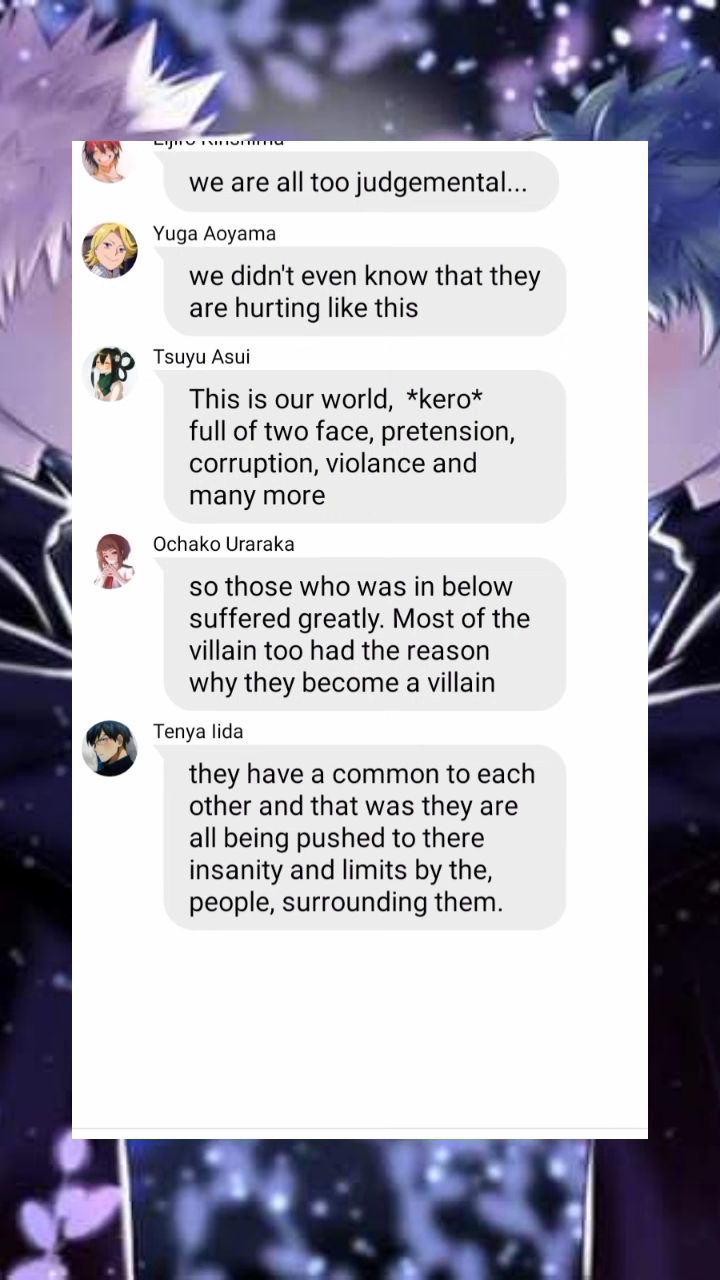 Eijiro Kirishima
we are all too judgemental...
Yuga Aoyama
we didn't even know that they
are hurting like this
Tsuyu Asui
This is our world,  *kero*
full of two face, pretension,
corruption, violance and
many more
Ochako Uraraka
so those who was in below
suffered greatly. Most of the
villain too had the reason
why they become a villain
Tenya Iida
they have a common to each
other and that was they are
all being pushed to there
insanity and limits by the,
people, surrounding them.